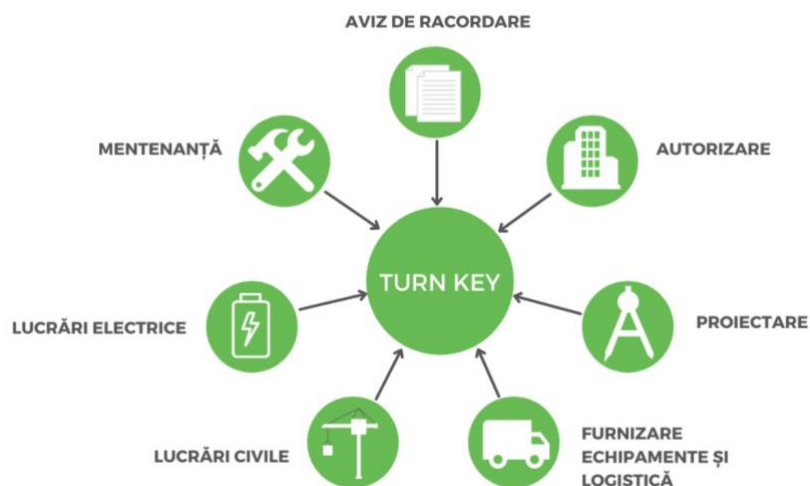 AVIZ DE RACORDARE
MENTENANȚĂ
AUTORIZARE
TURN KEY
LUCRĂRI ELECTRICE
PROIECTARE
LUCRĂRI CIVILE
FURNIZARE
ECHIPAMENTE ȘI
LOGISTICĂ